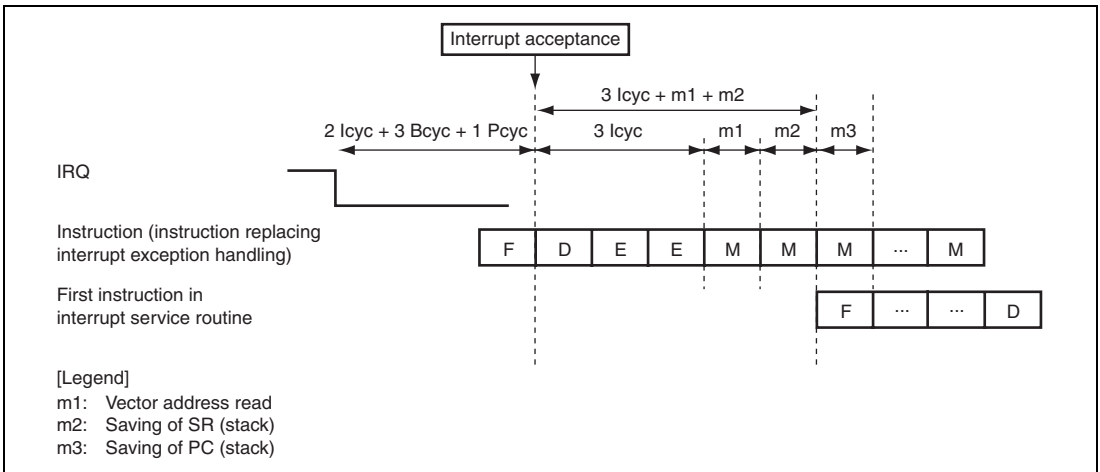 Interrupt acceptance
3 Icyc + m1 + m2
2 Icyc + 3 Bcyc + 1 Pcyc
3 Icyc
m1
m2
m3
IRQ
Instruction (instruction replacing
interrupt exception handling)
F D E E M M M ... M
First instruction in
interrupt service routine
F ... ... D
[Legend]
m1: Vector address read
m2: Saving of SR (stack)
m3: Saving of PC (stack)